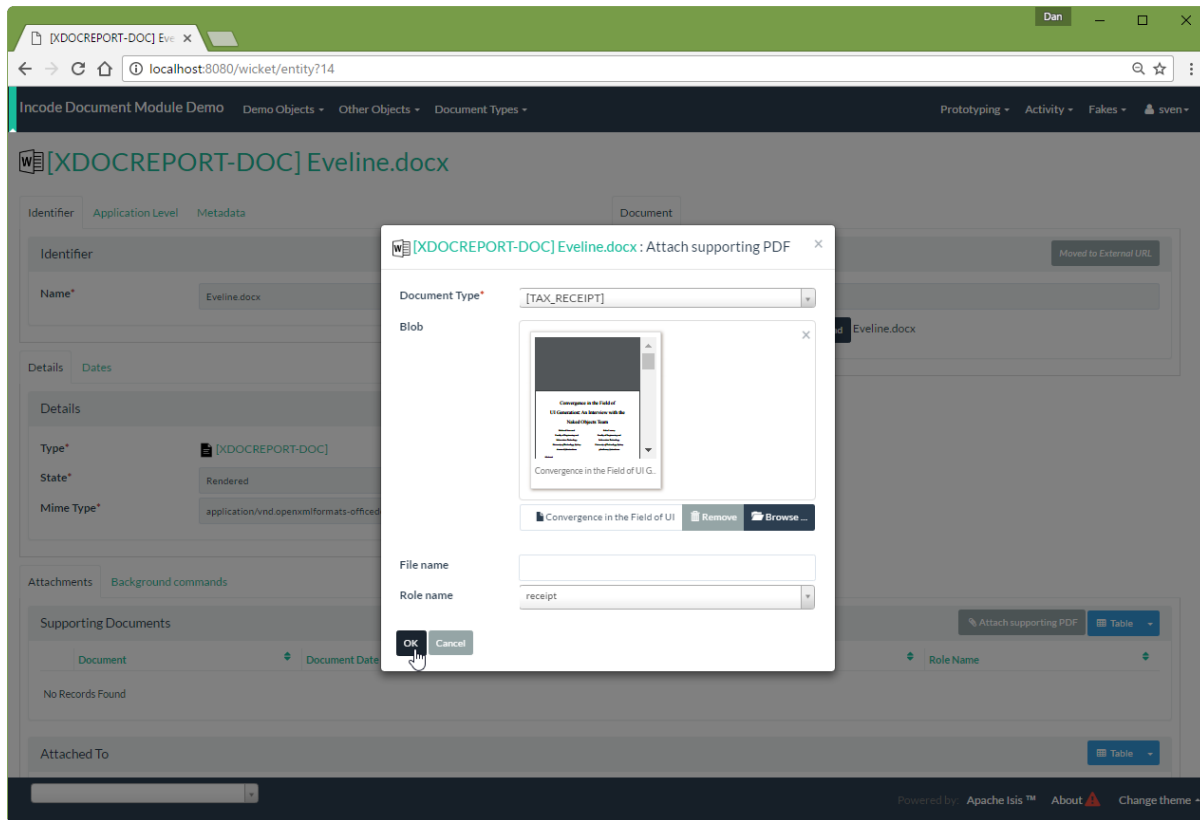 Dan
[XDOCREPORT-DOC] Eve
localhost:8080/wicket/entity?14
Incode Document Module Demo Demo Objects Other Objects Document Types Prototyping Activity Fakes sven
[XDOCREPORT-DOC] Eveline.docx
Identifier Application Level Metadata Document
Identifier
Moved to External URL
Name* Eveline.docx
Eveline.docx
Details Dates
Details
Type* [XDOCREPORT-DOC]
State* Rendered
Mime Type* application/vnd.openxmlformats-officed
Attachments Background commands
Supporting Documents Attach supporting PDF Table
Document Document Date Role Name
No Records Found
Attached To Table
[XDOCREPORT-DOC] Eveline.docx : Attach supporting PDF ×
Document Type* [TAX_RECEIPT]
Blob
Convergence in the Field of
UI Generation: An Interview with the
Naked Objects Team
Convergence in the Field of UI G..
Convergence in the Field of UI Remove Browse ...
File name
Role name receipt
OK Cancel
Powered by: Apache Isis ™ About Change theme